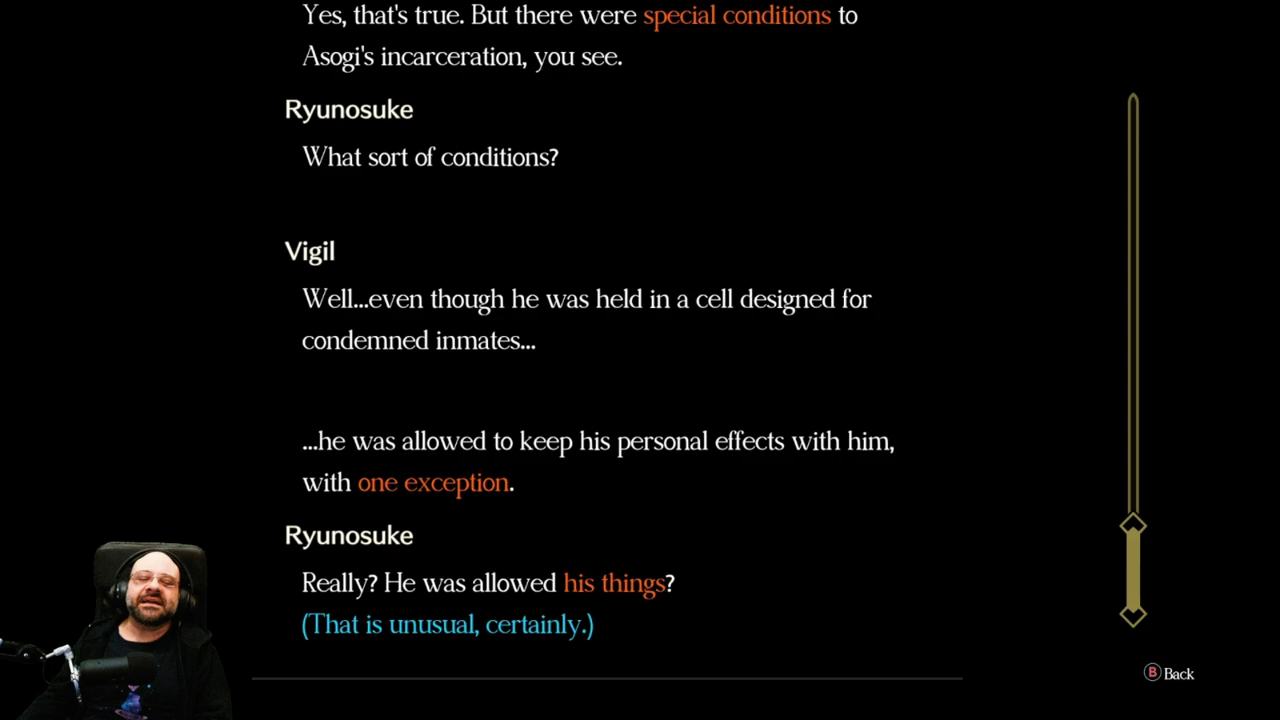 Yes, that's true. But there were special conditions to
Asogi's incarceration, you see.
Ryunosuke
What sort of conditions?
Vigil
Well...even though he was held in a cell designed for
condemned inmates...
...he was allowed to keep his personal effects with him,
with one exception.
Ryunosuke
Really? He was allowed his things?
(That is unusual, certainly.)
B Back